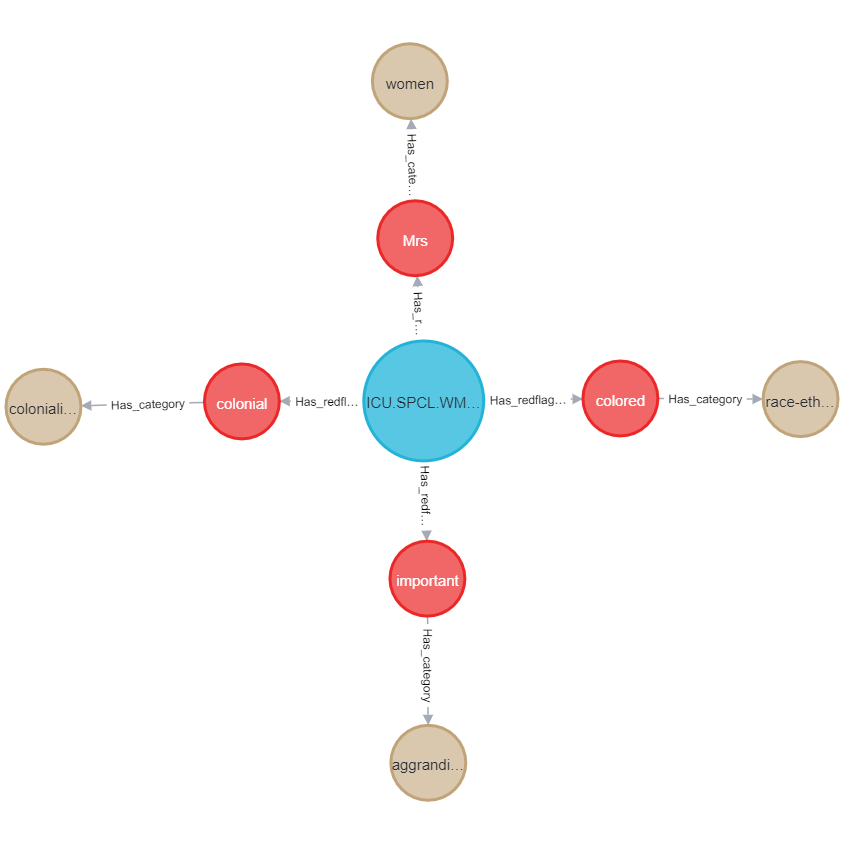 women
Has_cate…
Mrs
Has_r…
coloniali…
Has_category
colonial
Has_redfl…
ICU.SPCL.WM…
Has_redflag…
colored
Has_category
race-eth…
Has_redf…
important
Has_category
aggrandi…